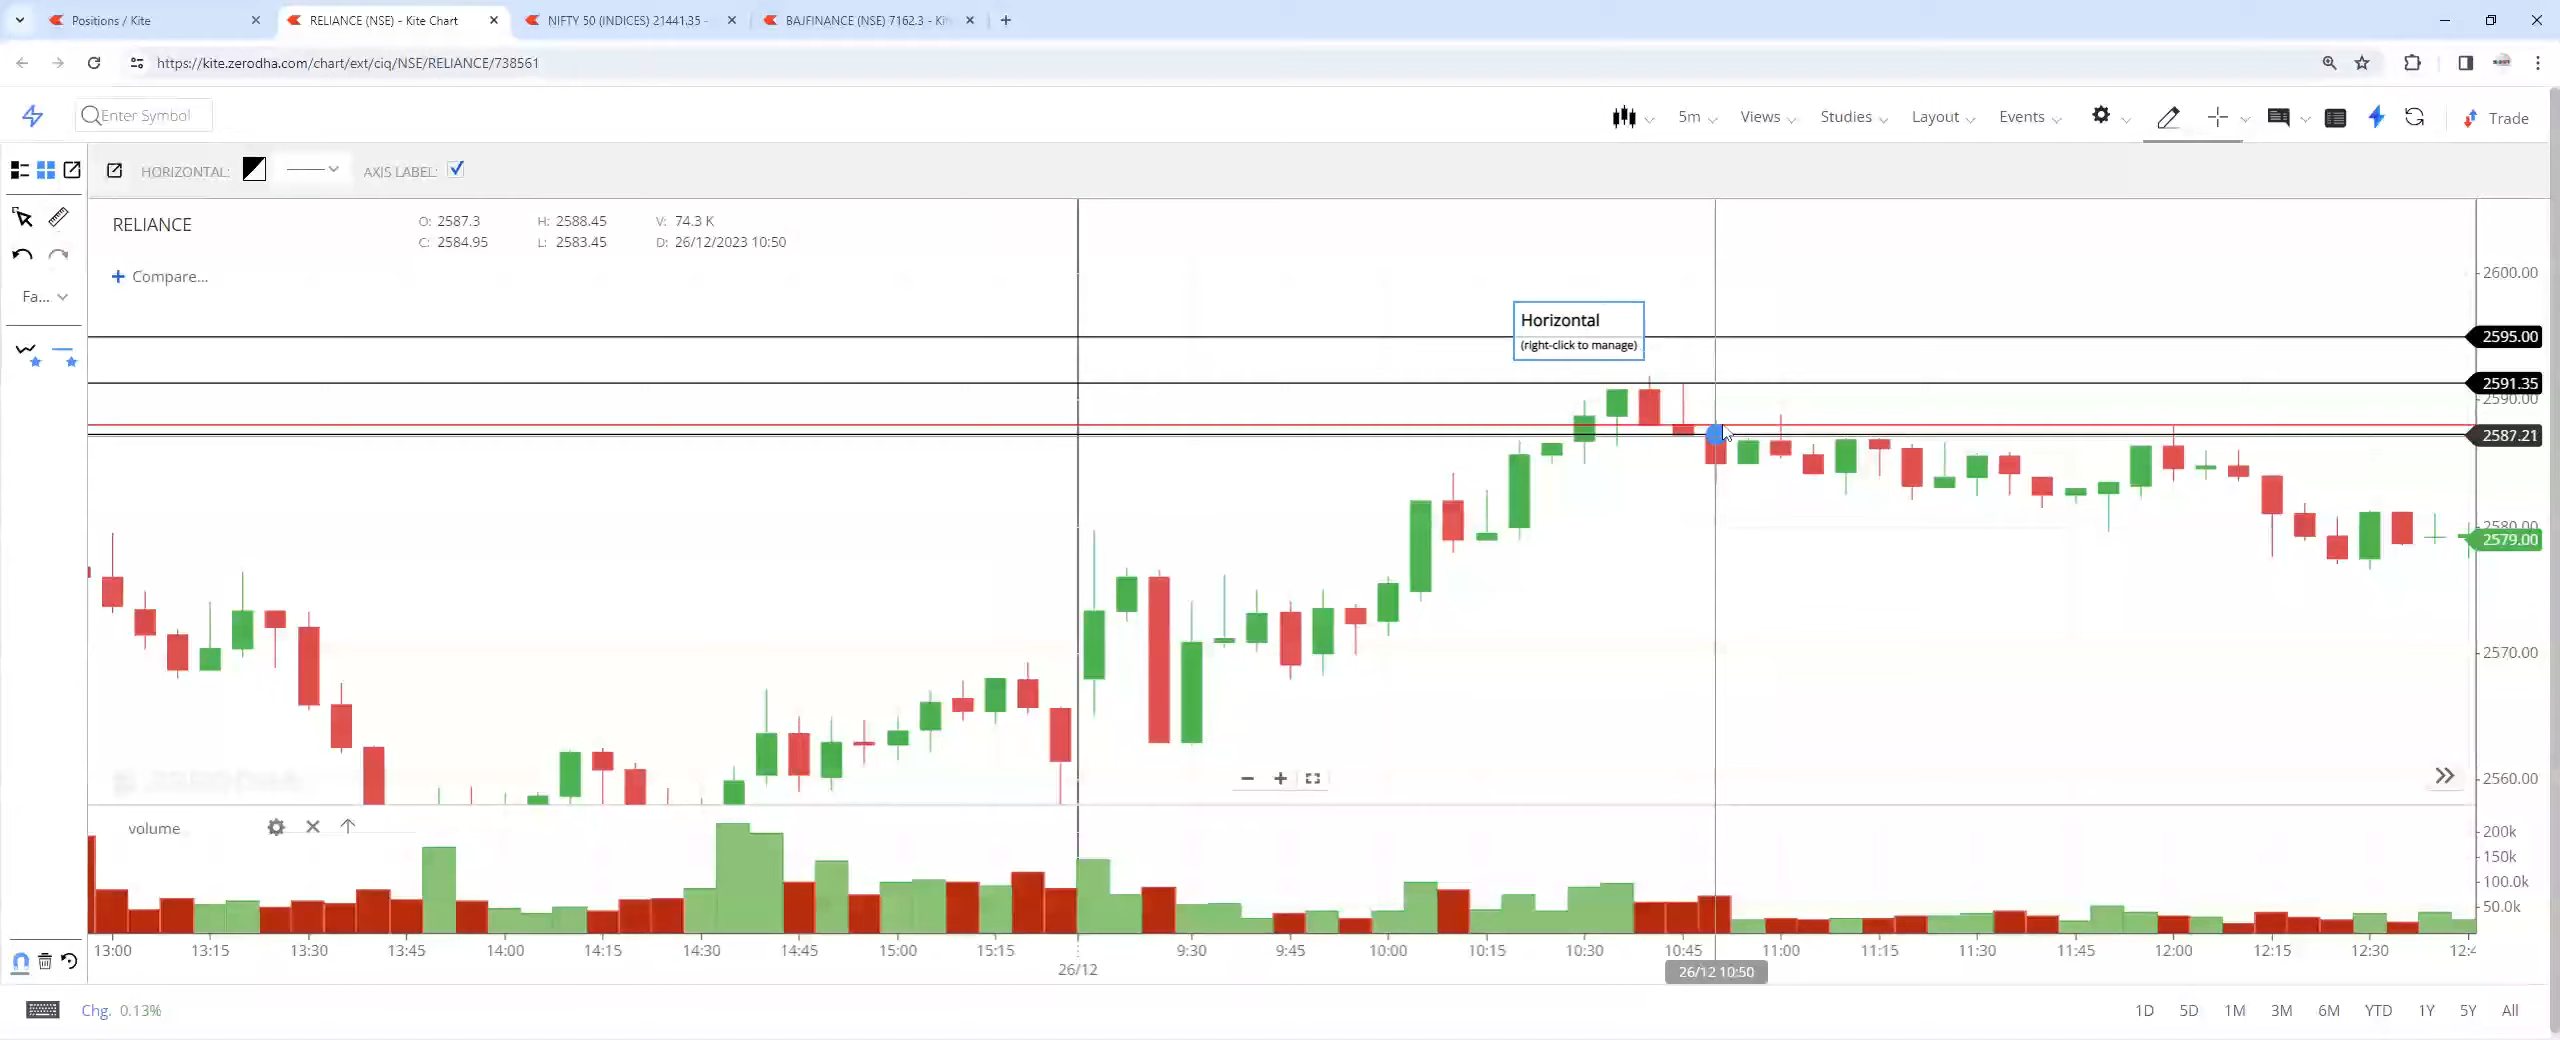 Positions / Kite
RELIANCE (NSE) - Kite Chart
NIFTY 50 (INDICES) 21441.35 -
BAJFINANCE (NSE) 7162.3 - Kit
https://kite.zerodha.com/chart/ext/ciq/NSE/RELIANCE/738561
Enter Symbol
5m
Views
Studies
Layout
Events
Trade
HORIZONTAL:
AXIS LABEL:
RELIANCE
O: 2587.3 H: 2588.45 V: 74.3 K
C: 2584.95 L: 2583.45 D: 26/12/2023 10:50
+ Compare...
Fa...
Horizontal
(right-click to manage)
2600.00
2595.00
2591.35
2590.00
2587.21
2580.00
2579.00
2570.00
2560.00
volume
200k
150k
100.0k
50.0k
13:00 13:15 13:30 13:45 14:00 14:15 14:30 14:45 15:00 15:15 9:30 9:45 10:00 10:15 10:30 10:45 11:00 11:15 11:30 11:45 12:00 12:15 12:30 12:4
26/12
26/12 10:50
Chg. 0.13%
1D 5D 1M 3M 6M YTD 1Y 5Y All